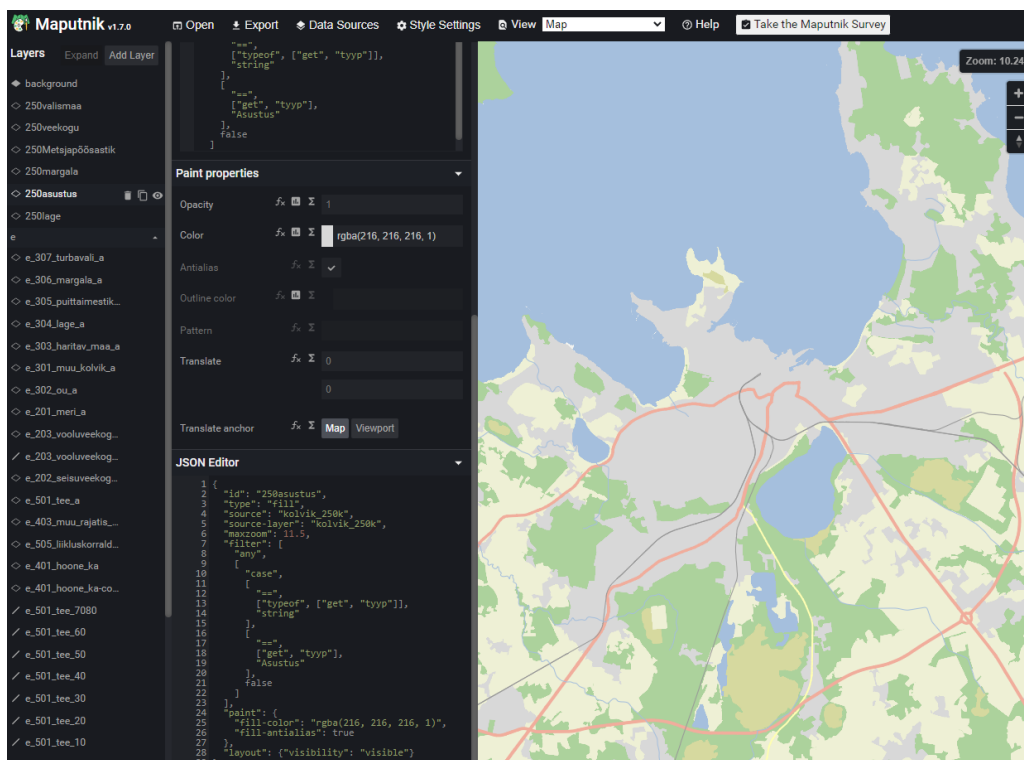 Maputnik v1.7.0
Open
Export
Data Sources
Style Settings
View
Map
Help
Take the Maputnik Survey
Layers
Expand
Add Layer
background
250valismaa
250veekogu
250Metsjapõõsastik
250margala
250asustus
250lage
e
e_307_turbavali_a
e_306_margala_a
e_305_puittaimestik...
e_304_lage_a
e_303_haritav_maa_a
e_301_muu_kolvik_a
e_302_ou_a
e_201_meri_a
e_203_vooluveekog...
e_203_vooluveekog...
e_202_seisuveekog...
e_501_tee_a
e_403_muu_rajatis_...
e_505_liikluskorrald...
e_401_hoone_ka
e_401_hoone_ka-co...
e_501_tee_7080
e_501_tee_60
e_501_tee_50
e_501_tee_40
e_501_tee_30
e_501_tee_20
e_501_tee_10
"==",
["typeof", ["get", "tyyp"]],
"string"
],
[
"==",
["get", "tyyp"],
"Asustus"
],
false
]
Paint properties
Opacity
1
Color
rgba(216, 216, 216, 1)
Antialias
Outline color
Pattern
Translate
0
0
Translate anchor
Map
Viewport
JSON Editor
1 {
2 "id": "250asustus",
3 "type": "fill",
4 "source": "kolvik_250k",
5 "source-layer": "kolvik_250k",
6 "maxzoom": 11.5,
7 "filter": [
8 "any",
9 [
10 "case",
11 [
12 "==",
13 ["typeof", ["get", "tyyp"]],
14 "string"
15 ],
16 [
17 "==",
18 ["get", "tyyp"],
19 "Asustus"
20 ],
21 false
22 ]
23 ],
24 "paint": {
25 "fill-color": "rgba(216, 216, 216, 1)",
26 "fill-antialias": true
27 },
28 "layout": {"visibility": "visible"}
Zoom: 10.24